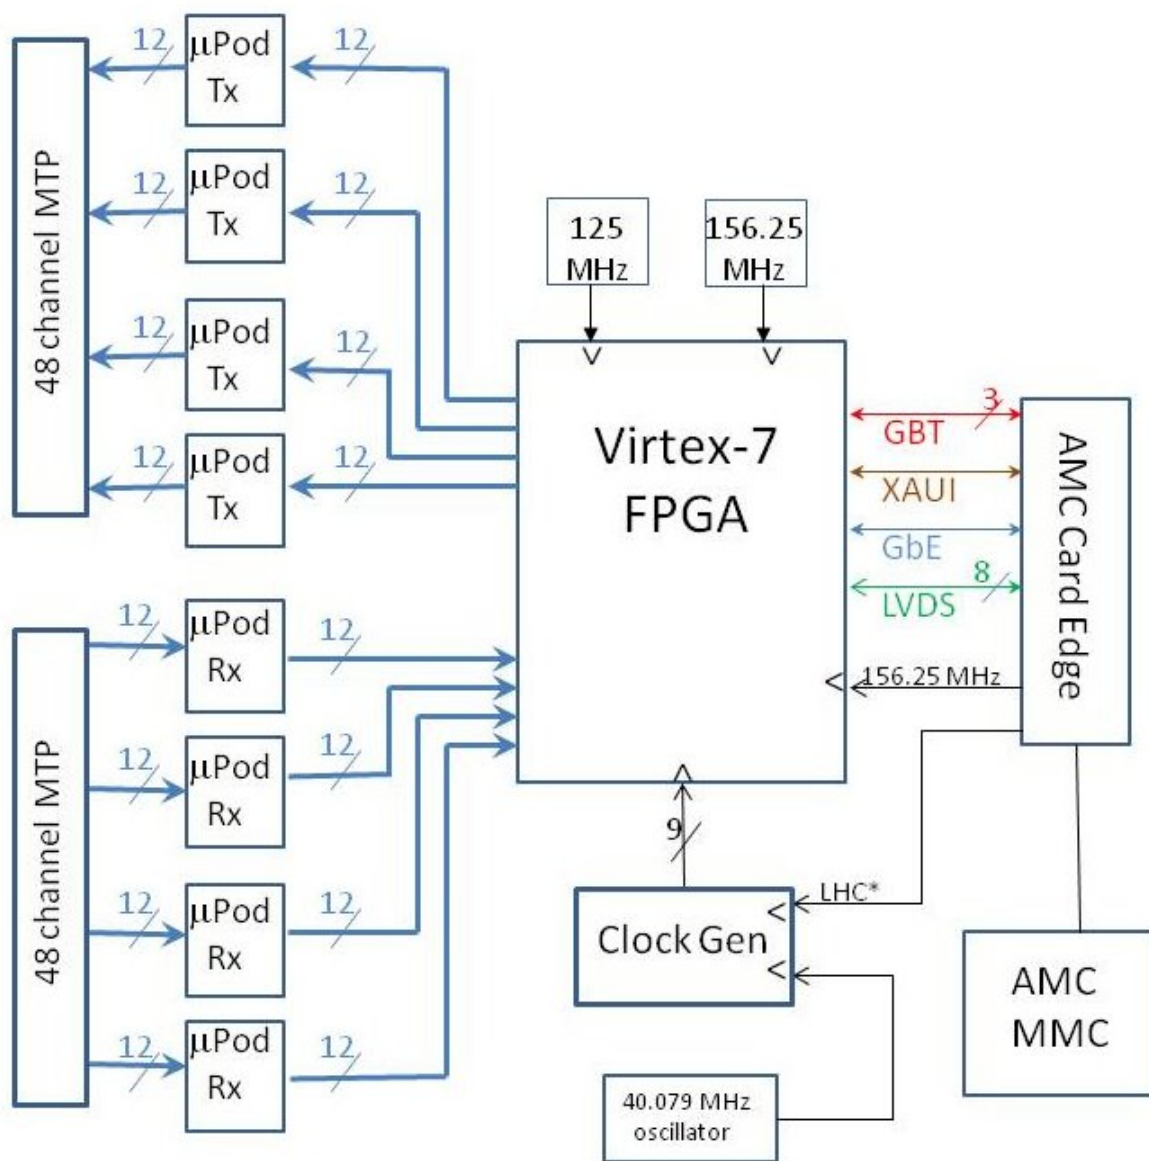 48 channel MTP
12
μPod
Tx
12
12
μPod
Tx
12
12
μPod
Tx
12
12
μPod
Tx
12
125
MHz
156.25
MHz
Virtex-7
FPGA
3
GBT
XAUI
GbE
8
LVDS
156.25 MHz
AMC Card Edge
48 channel MTP
12
μPod
Rx
12
12
μPod
Rx
12
12
μPod
Rx
12
12
μPod
Rx
12
9
LHC*
Clock Gen
AMC
MMC
40.079 MHz
oscillator